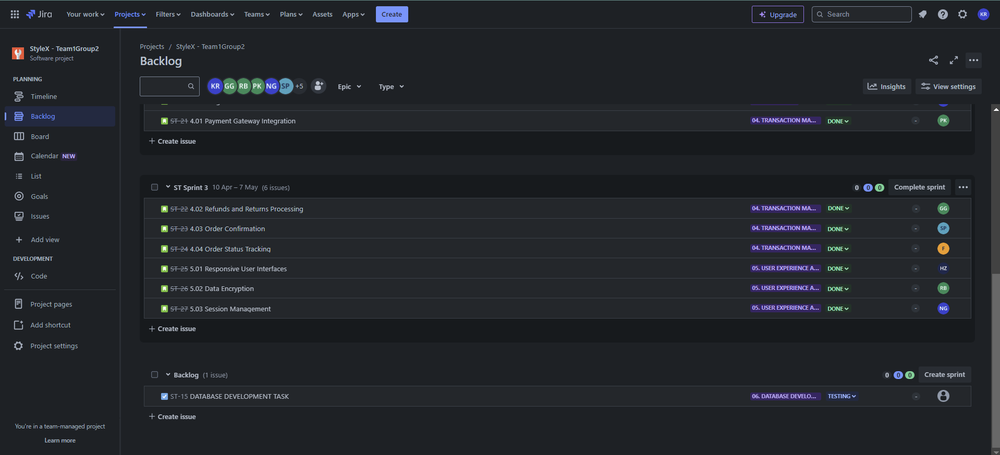 Jira
Your work
Projects
Filters
Dashboards
Teams
Plans
Assets
Apps
Create
Upgrade
Search
KR
StyleX - Team1Group2
Software project
PLANNING
Timeline
Backlog
Board
Calendar NEW
List
Goals
Issues
Add view
DEVELOPMENT
Code
Project pages
Add shortcut
Project settings
You're in a team-managed project
Learn more
Projects / StyleX - Team1Group2
Backlog
KR GG RB PK NG SP +5
Epic
Type
Insights
View settings
ST-21 4.01 Payment Gateway Integration 04. TRANSACTION MA... DONE - PK
+ Create issue
ST Sprint 3 10 Apr – 7 May (6 issues) 0 0 0 Complete sprint
ST-22 4.02 Refunds and Returns Processing 04. TRANSACTION MA... DONE - GG
ST-23 4.03 Order Confirmation 04. TRANSACTION MA... DONE - SP
ST-24 4.04 Order Status Tracking 04. TRANSACTION MA... DONE - F
ST-25 5.01 Responsive User Interfaces 05. USER EXPERIENCE A... DONE - HZ
ST-26 5.02 Data Encryption 05. USER EXPERIENCE A... DONE - RB
ST-27 5.03 Session Management 05. USER EXPERIENCE A... DONE - NG
+ Create issue
Backlog (1 issue) 0 0 0 Create sprint
ST-15 DATABASE DEVELOPMENT TASK 06. DATABASE DEVELO... TESTING -
+ Create issue